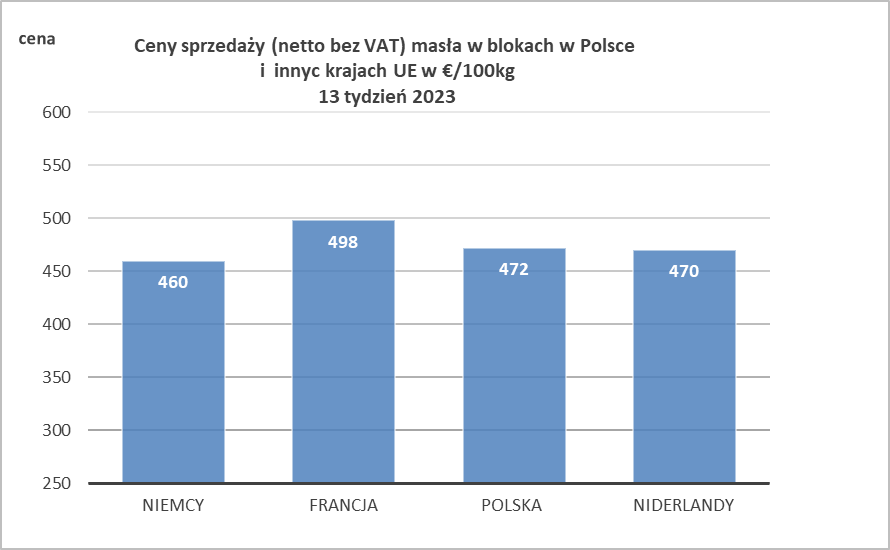 cena
Ceny sprzedaży (netto bez VAT) masła w blokach w Polsce
i innyc krajach UE w €/100kg
13 tydzień 2023
600
550
500
450
400
350
300
250
460
498
472
470
NIEMCY
FRANCJA
POLSKA
NIDERLANDY